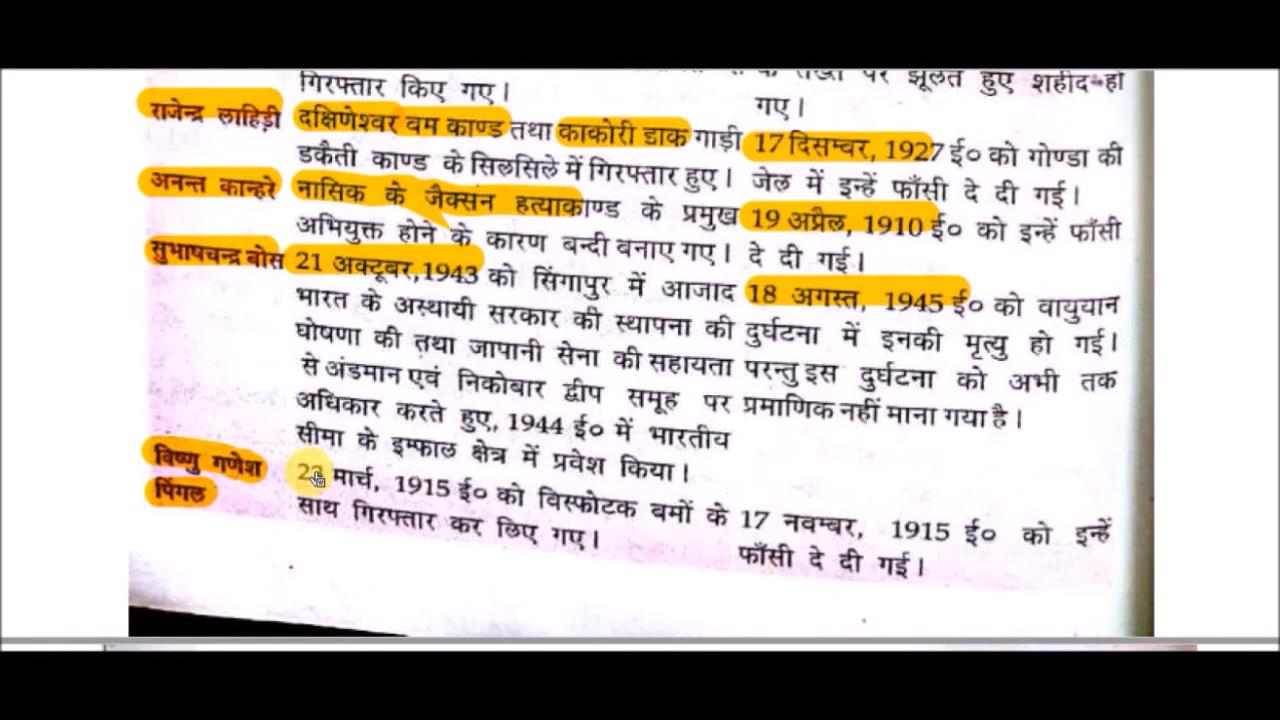 गिरफ्तार किए गए।
पर झूलते हुए शहीद हो
गए।
राजेन्द्र लाहिड़ी
दक्षिणेश्वर बम काण्ड तथा काकोरी डाक गाड़ी
डकैती काण्ड के सिलसिले में गिरफ्तार हुए।
17 दिसम्बर, 1927 ई० को गोण्डा की
जेल में इन्हें फाँसी दे दी गई।
अनन्त कान्हरे
नासिक के जैक्सन हत्याकाण्ड के प्रमुख
अभियुक्त होने के कारण बन्दी बनाए गए।
19 अप्रैल, 1910 ई० को इन्हें फाँसी
दे दी गई।
सुभाषचन्द्र बोस
21 अक्टूबर,1943 को सिंगापुर में आजाद
भारत के अस्थायी सरकार की स्थापना की
घोषणा की तथा जापानी सेना की सहायता
से अंडमान एवं निकोबार द्वीप समूह पर
अधिकार करते हुए, 1944 ई० में भारतीय
सीमा के इम्फाल क्षेत्र में प्रवेश किया।
18 अगस्त, 1945 ई० को वायुयान
दुर्घटना में इनकी मृत्यु हो गई।
परन्तु इस दुर्घटना को अभी तक
प्रमाणिक नहीं माना गया है।
विष्णु गणेश
पिंगल
23 मार्च, 1915 ई० को विस्फोटक बमों के
साथ गिरफ्तार कर लिए गए।
17 नवम्बर, 1915 ई० को इन्हें
फाँसी दे दी गई।